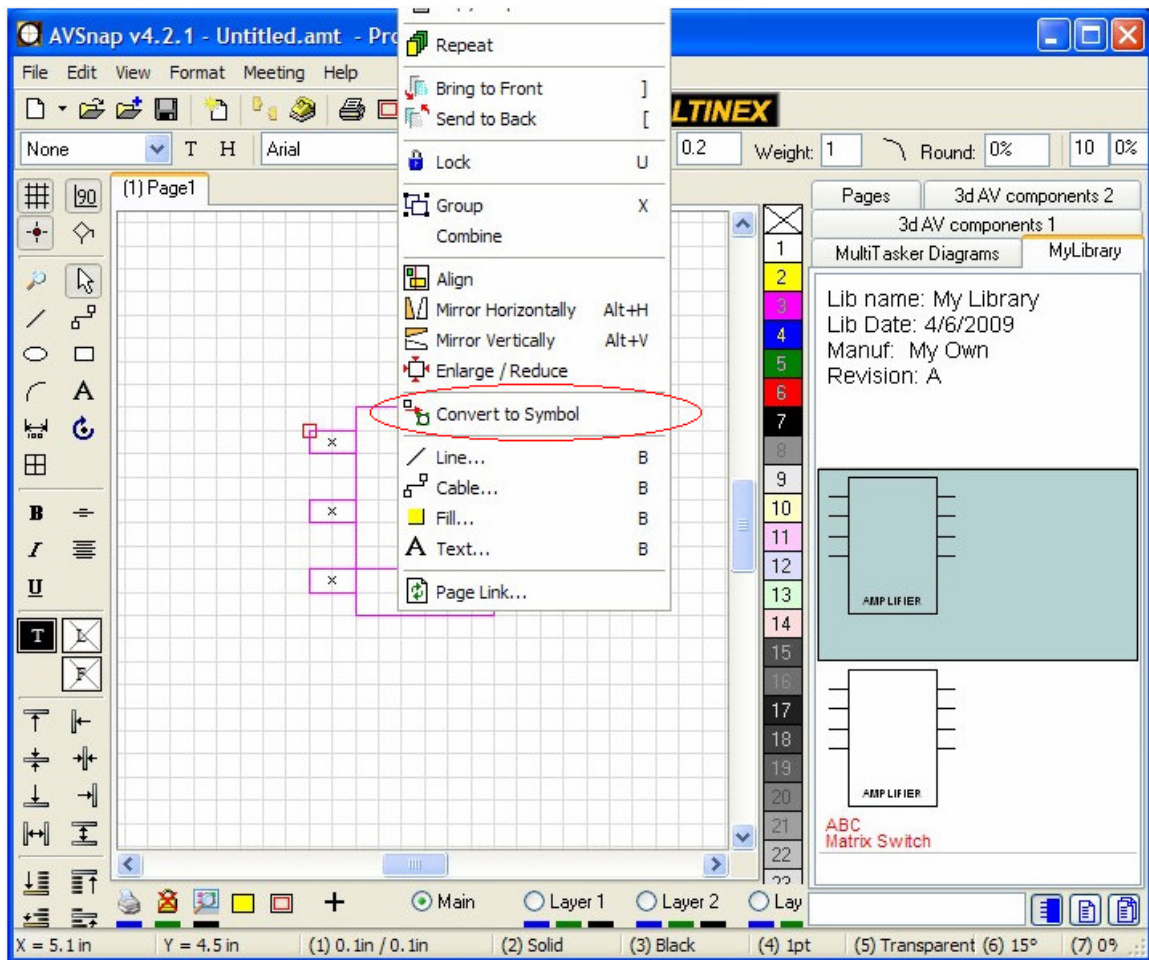 AVSnap v4.2.1 - Untitled.amt - Pro
File Edit View Format Meeting Help
ALTINEX
None
T H
Arial
0.2
Weight: 1
Round: 0%
10 0%
Repeat
Bring to Front ]
Send to Back [
Lock U
Group X
Combine
Align
Mirror Horizontally Alt+H
Mirror Vertically Alt+V
Enlarge / Reduce
Convert to Symbol
Line... B
Cable... B
Fill... B
Text... B
Page Link...
90
(1) Page1
A
100
B
I
U
T
L
F
1
2
3
4
5
6
7
8
9
10
11
12
13
14
15
16
17
18
19
20
21
22
Pages 3d AV components 2
3d AV components 1
MultiTasker Diagrams MyLibrary
Lib name: My Library
Lib Date: 4/6/2009
Manuf: My Own
Revision: A
AMPLIFIER
AMPLIFIER
ABC
Matrix Switch
Main Layer 1 Layer 2 Lay
X = 5.1 in Y = 4.5 in (1) 0.1in / 0.1in (2) Solid (3) Black (4) 1pt (5) Transparent (6) 15° (7) 0%